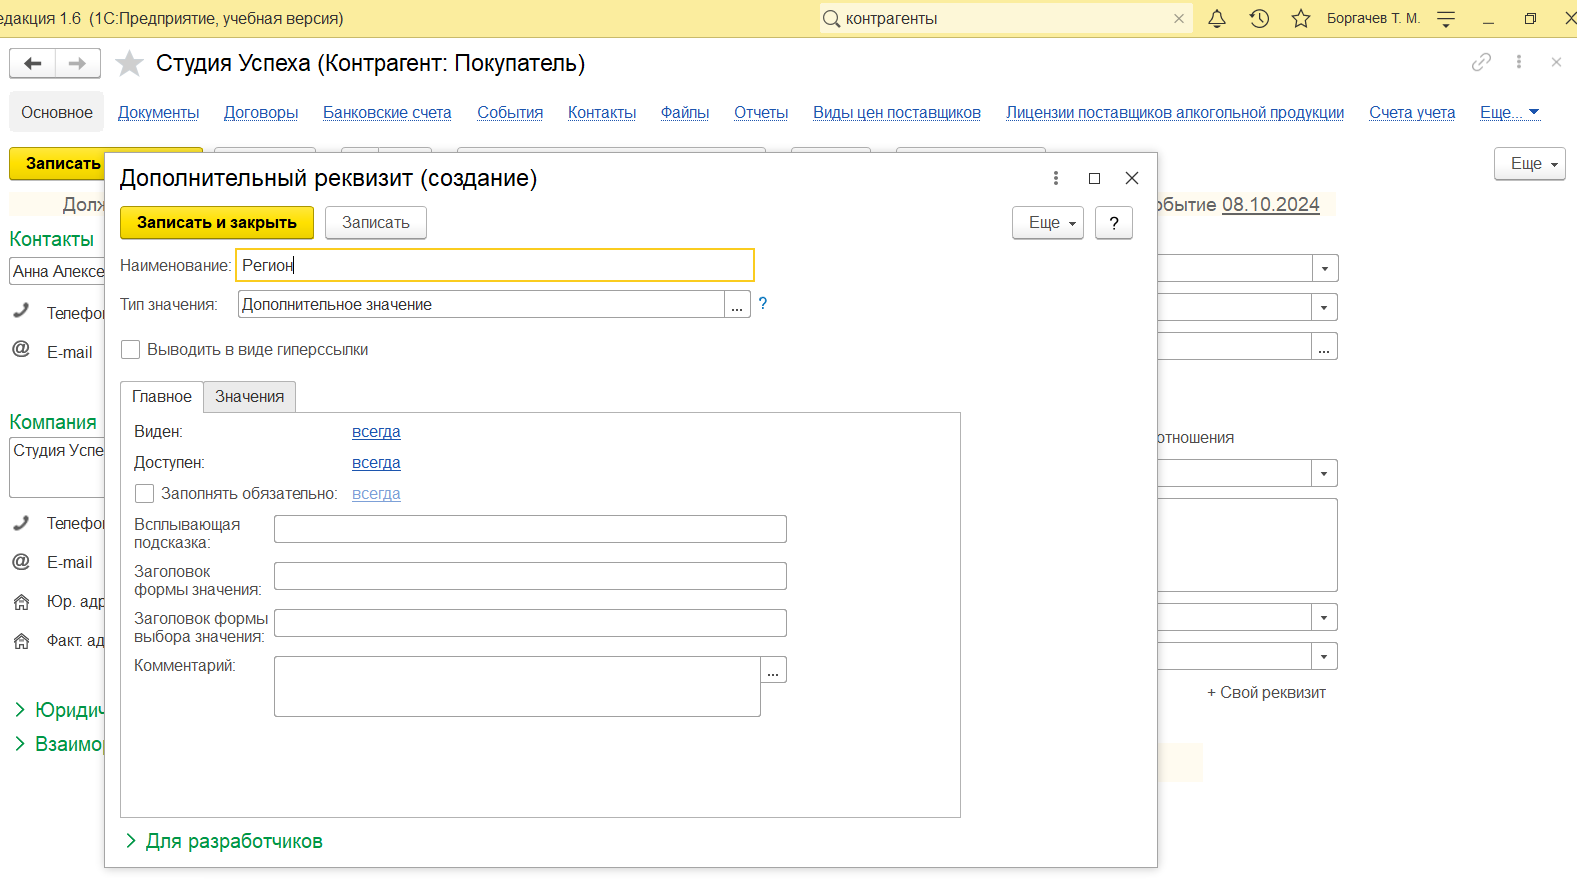 едакция 1.6 (1С:Предприятие, учебная версия)
контрагенты
Боргачев Т. М.
Студия Успеха (Контрагент: Покупатель)
Основное Документы Договоры Банковские счета События Контакты Файлы Отчеты Виды цен поставщиков Лицензии поставщиков алкогольной продукции Счета учета Еще...
Записать
Еще
Долж
обытие 08.10.2024
Контакты
Анна Алексе
Телефо
E-mail
Компания
Студия Успе
Телефо
E-mail
Юр. адр
Факт. ад
Юридич
Взаимор
Дополнительный реквизит (создание)
Записать и закрыть
Записать
Еще
?
Наименование: Регион
Тип значения: Дополнительное значение ... ?
Выводить в виде гиперссылки
Главное Значения
Виден: всегда
Доступен: всегда
Заполнять обязательно: всегда
Всплывающая
подсказка:
Заголовок
формы значения:
Заголовок формы
выбора значения:
Комментарий: ...
Для разработчиков
...
отношения
+ Свой реквизит